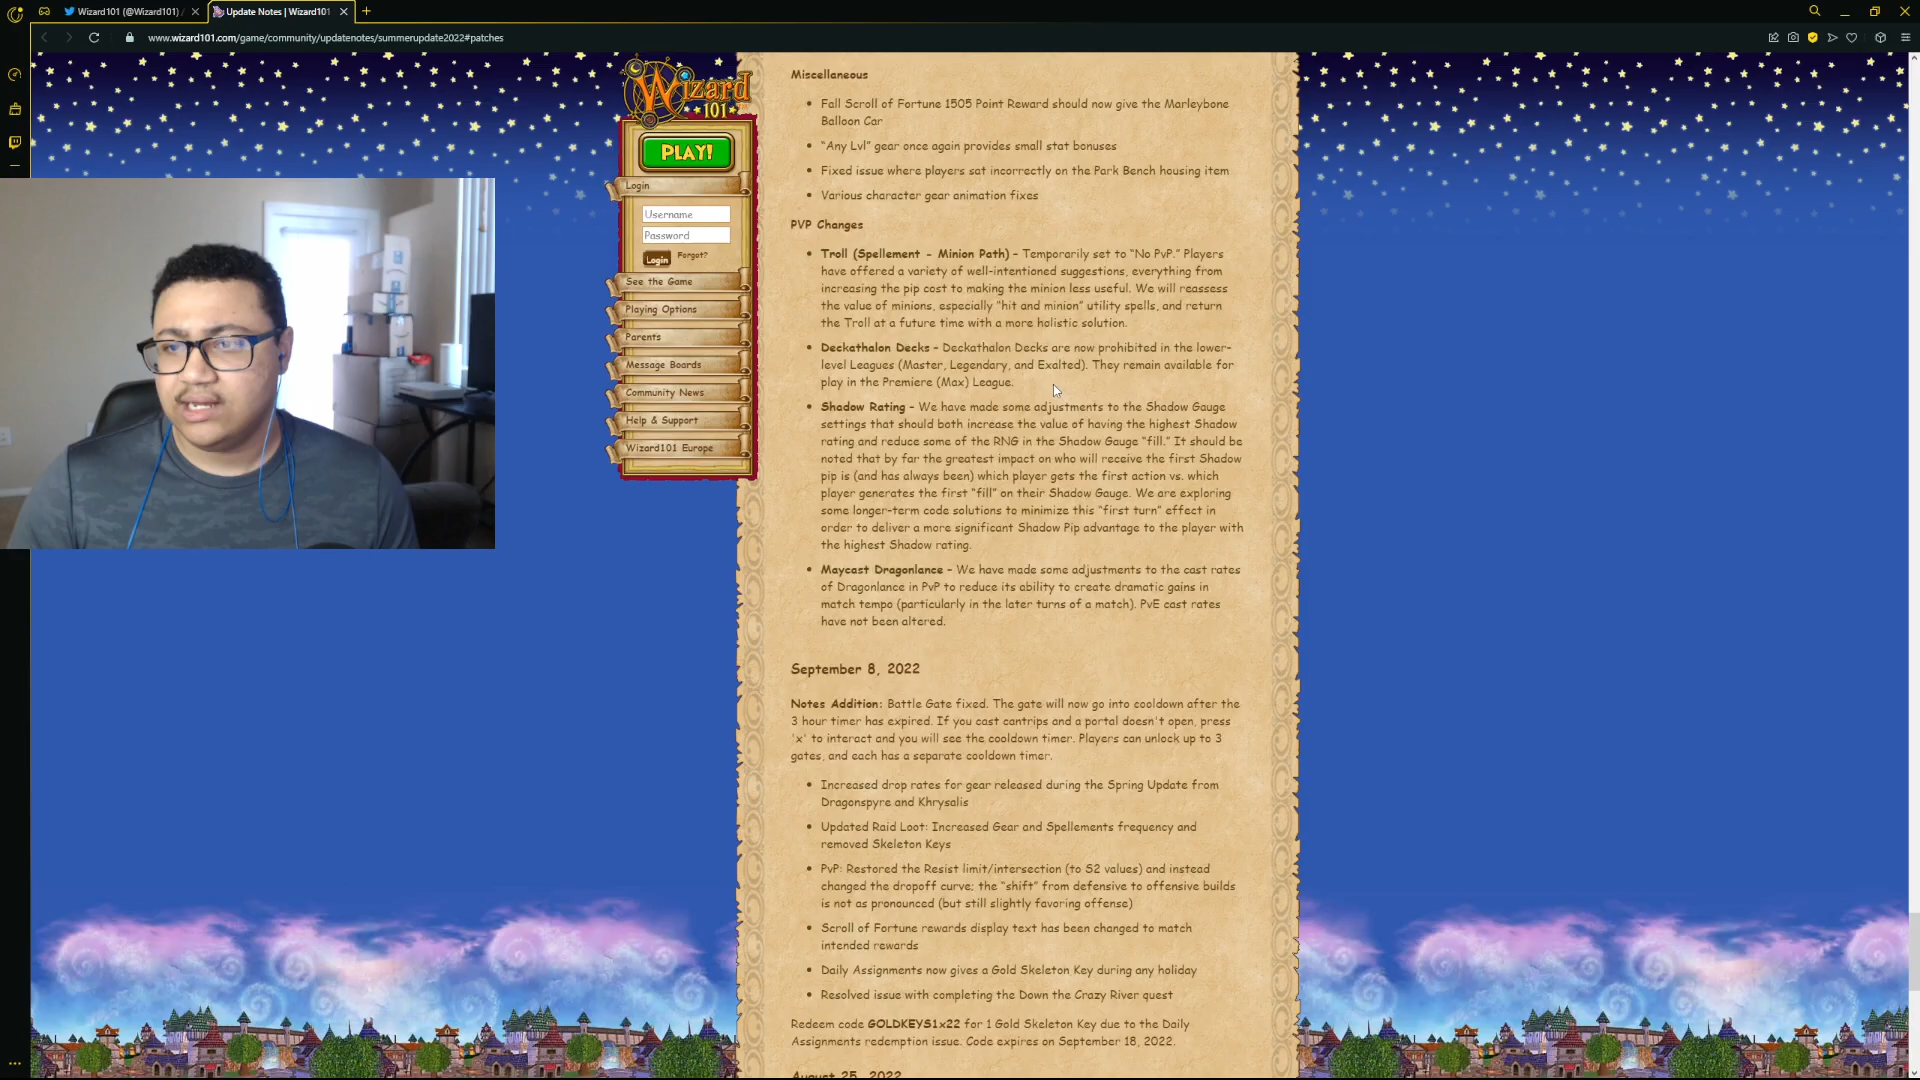 Wizard101 (@Wizard101) /
Update Notes | Wizard101
www.wizard101.com/game/community/updatenotes/summerupdate2022#patches
Wizard
101
PLAY!
Login
Username
Password
Login
Forgot?
See the Game
Playing Options
Parents
Message Boards
Community News
Help & Support
Wizard101 Europe
Miscellaneous
• Fall Scroll of Fortune 1505 Point Reward should now give the Marleybone
Balloon Car
• “Any Lvl” gear once again provides small stat bonuses
• Fixed issue where players sat incorrectly on the Park Bench housing item
• Various character gear animation fixes
PVP Changes
• Troll (Spellement - Minion Path) – Temporarily set to “No PvP.” Players
have offered a variety of well-intentioned suggestions, everything from
increasing the pip cost to making the minion less useful. We will reassess
the value of minions, especially “hit and minion” utility spells, and return
the Troll at a future time with a more holistic solution.
• Deckathalon Decks – Deckathalon Decks are now prohibited in the lower-
level Leagues (Master, Legendary, and Exalted). They remain available for
play in the Premiere (Max) League.
• Shadow Rating – We have made some adjustments to the Shadow Gauge
settings that should both increase the value of having the highest Shadow
rating and reduce some of the RNG in the Shadow Gauge “fill.” It should be
noted that by far the greatest impact on who will receive the first Shadow
pip is (and has always been) which player gets the first action vs. which
player generates the first “fill” on their Shadow Gauge. We are exploring
some longer-term code solutions to minimize this “first turn” effect in
order to deliver a more significant Shadow Pip advantage to the player with
the highest Shadow rating.
• Maycast Dragonlance – We have made some adjustments to the cast rates
of Dragonlance in PvP to reduce its ability to create dramatic gains in
match tempo (particularly in the later turns of a match). PvE cast rates
have not been altered.
September 8, 2022
Notes Addition: Battle Gate fixed. The gate will now go into cooldown after the
3 hour timer has expired. If you cast cantrips and a portal doesn't open, press
'x' to interact and you will see the cooldown timer. Players can unlock up to 3
gates, and each has a separate cooldown timer.
• Increased drop rates for gear released during the Spring Update from
Dragonspyre and Khrysalis
• Updated Raid Loot: Increased Gear and Spellements frequency and
removed Skeleton Keys
• PvP: Restored the Resist limit/intersection (to S2 values) and instead
changed the dropoff curve; the “shift” from defensive to offensive builds
is not as pronounced (but still slightly favoring offense)
• Scroll of Fortune rewards display text has been changed to match
intended rewards
• Daily Assignments now gives a Gold Skeleton Key during any holiday
• Resolved issue with completing the Down the Crazy River quest
Redeem code GOLDKEYS1x22 for 1 Gold Skeleton Key due to the Daily
Assignments redemption issue. Code expires on September 18, 2022.
August 25, 2022